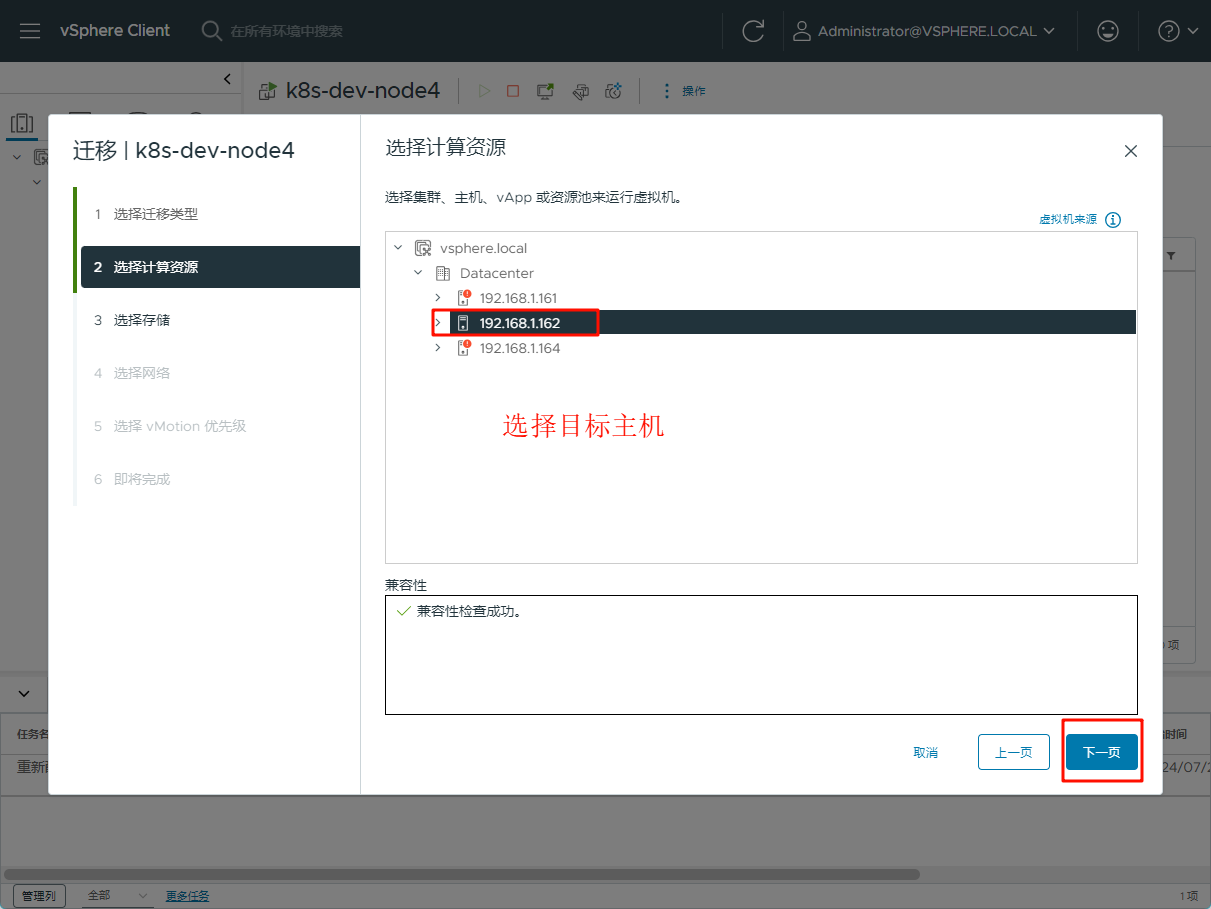 vSphere Client
在所有环境中搜索
Administrator@VSPHERE.LOCAL
k8s-dev-node4
操作
迁移 | k8s-dev-node4
1 选择迁移类型
2 选择计算资源
3 选择存储
4 选择网络
5 选择 vMotion 优先级
6 即将完成
选择计算资源
选择集群、主机、vApp 或资源池来运行虚拟机。
虚拟机来源
vsphere.local
Datacenter
192.168.1.161
192.168.1.162
192.168.1.164
选择目标主机
兼容性
兼容性检查成功。
取消
上一页
下一页
项
任务名
时间
重新
24/07/2
管理列
全部
更多任务
1 项